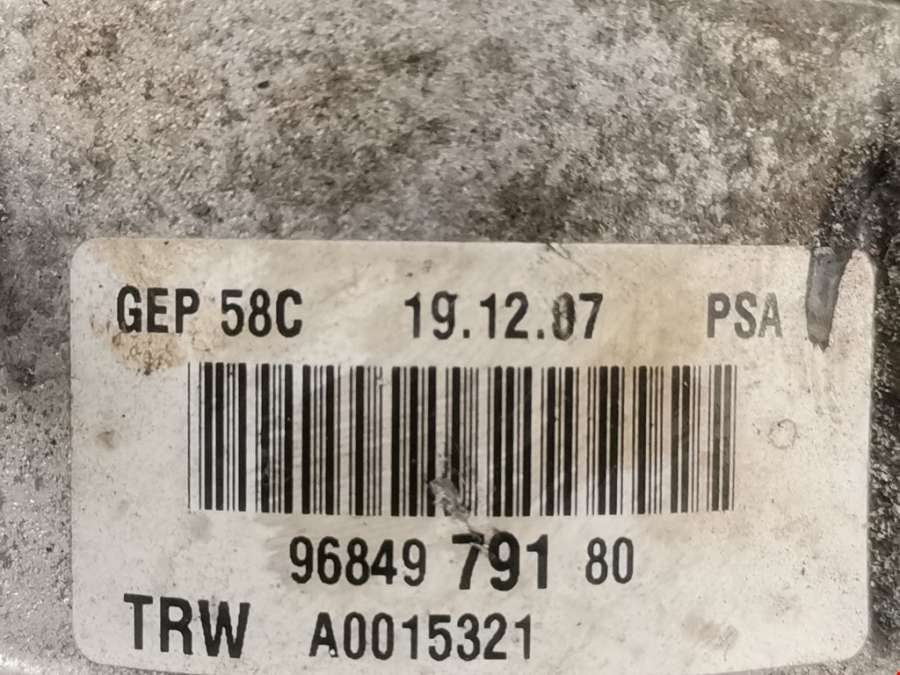 GEP 58C 19.12.07 PSA
96849 791 80
TRW A0015321